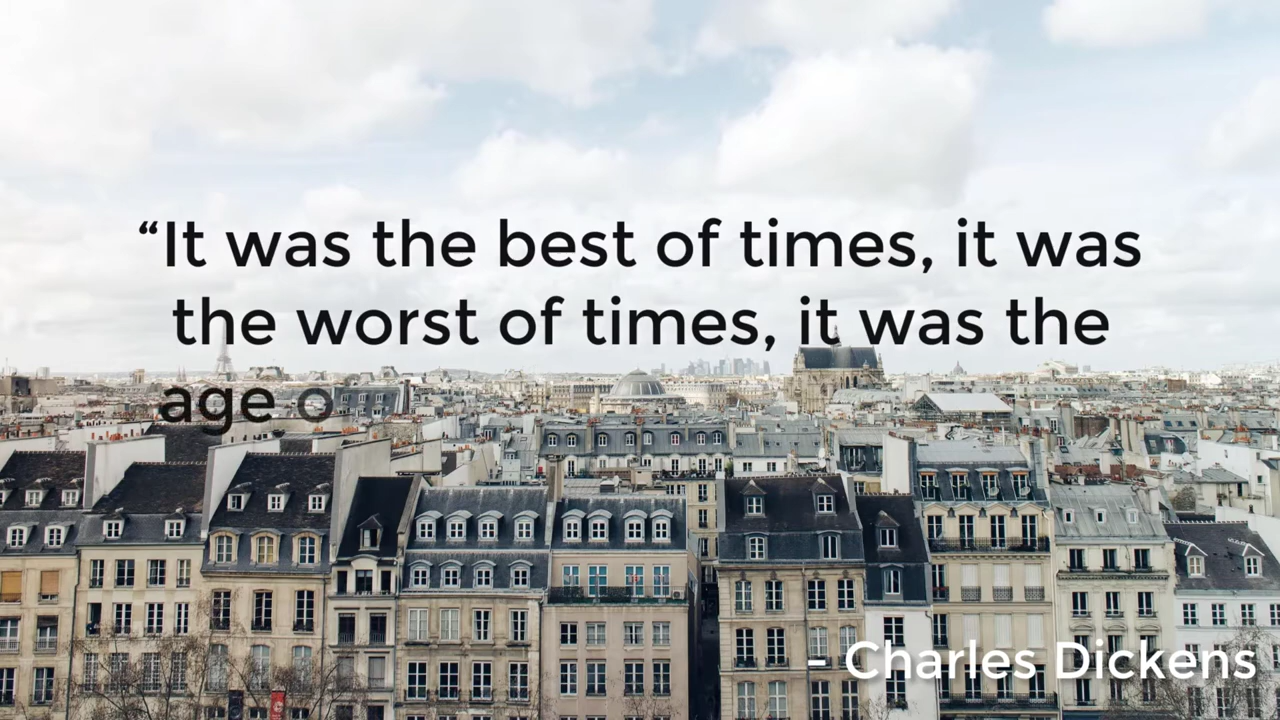 “It was the best of times, it was
the worst of times, it was the
age o
- Charles Dickens